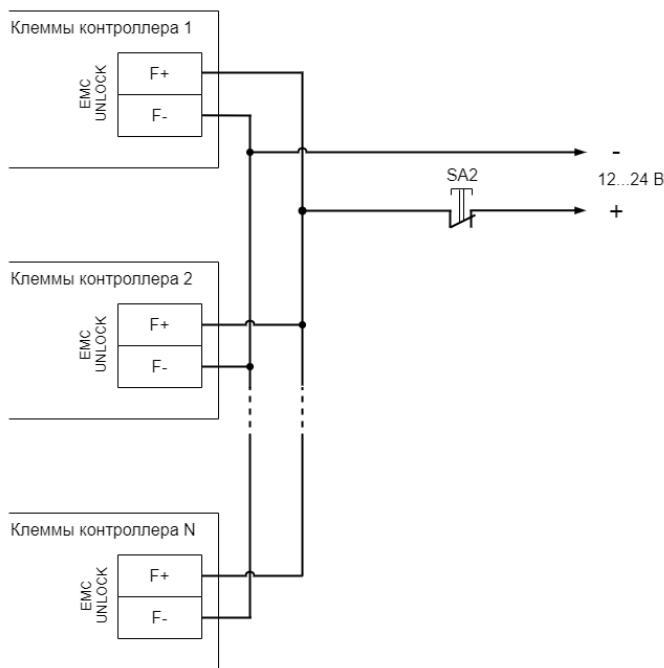 Клеммы контроллера 1
EMC
UNLOCK
F+
F-
-
SA2
12...24 В
+
Клеммы контроллера 2
EMC
UNLOCK
F+
F-
Клеммы контроллера N
EMC
UNLOCK
F+
F-